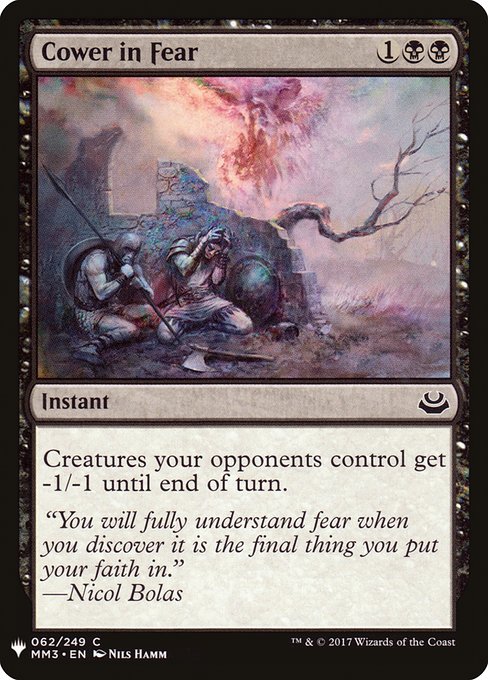 Cower in Fear 1
Instant
Creatures your opponents control get
-1/-1 until end of turn.
“You will fully understand fear when
you discover it is the final thing you put
your faith in.”
—Nicol Bolas
062/249 C
MM3 • EN Nils Hamm
™ & © 2017 Wizards of the Coast